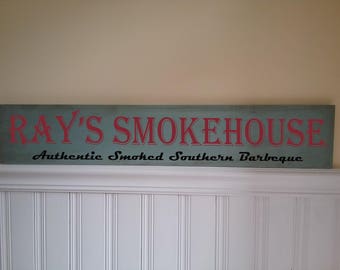 RAY'S SMOKEHOUSE
Authentic Smoked Southern Barbeque